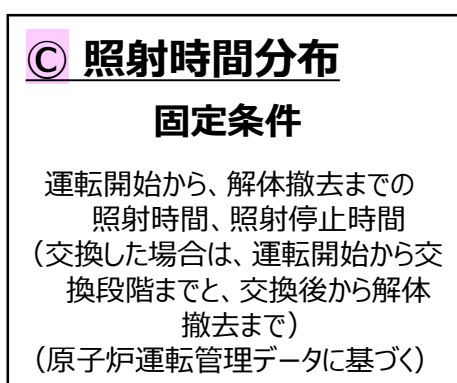 © 照射時間分布
固定条件
運転開始から、解体撤去までの
照射時間、照射停止時間
（交換した場合は、運転開始から交
換段階までと、交換後から解体
撤去まで）
（原子炉運転管理データに基づく）